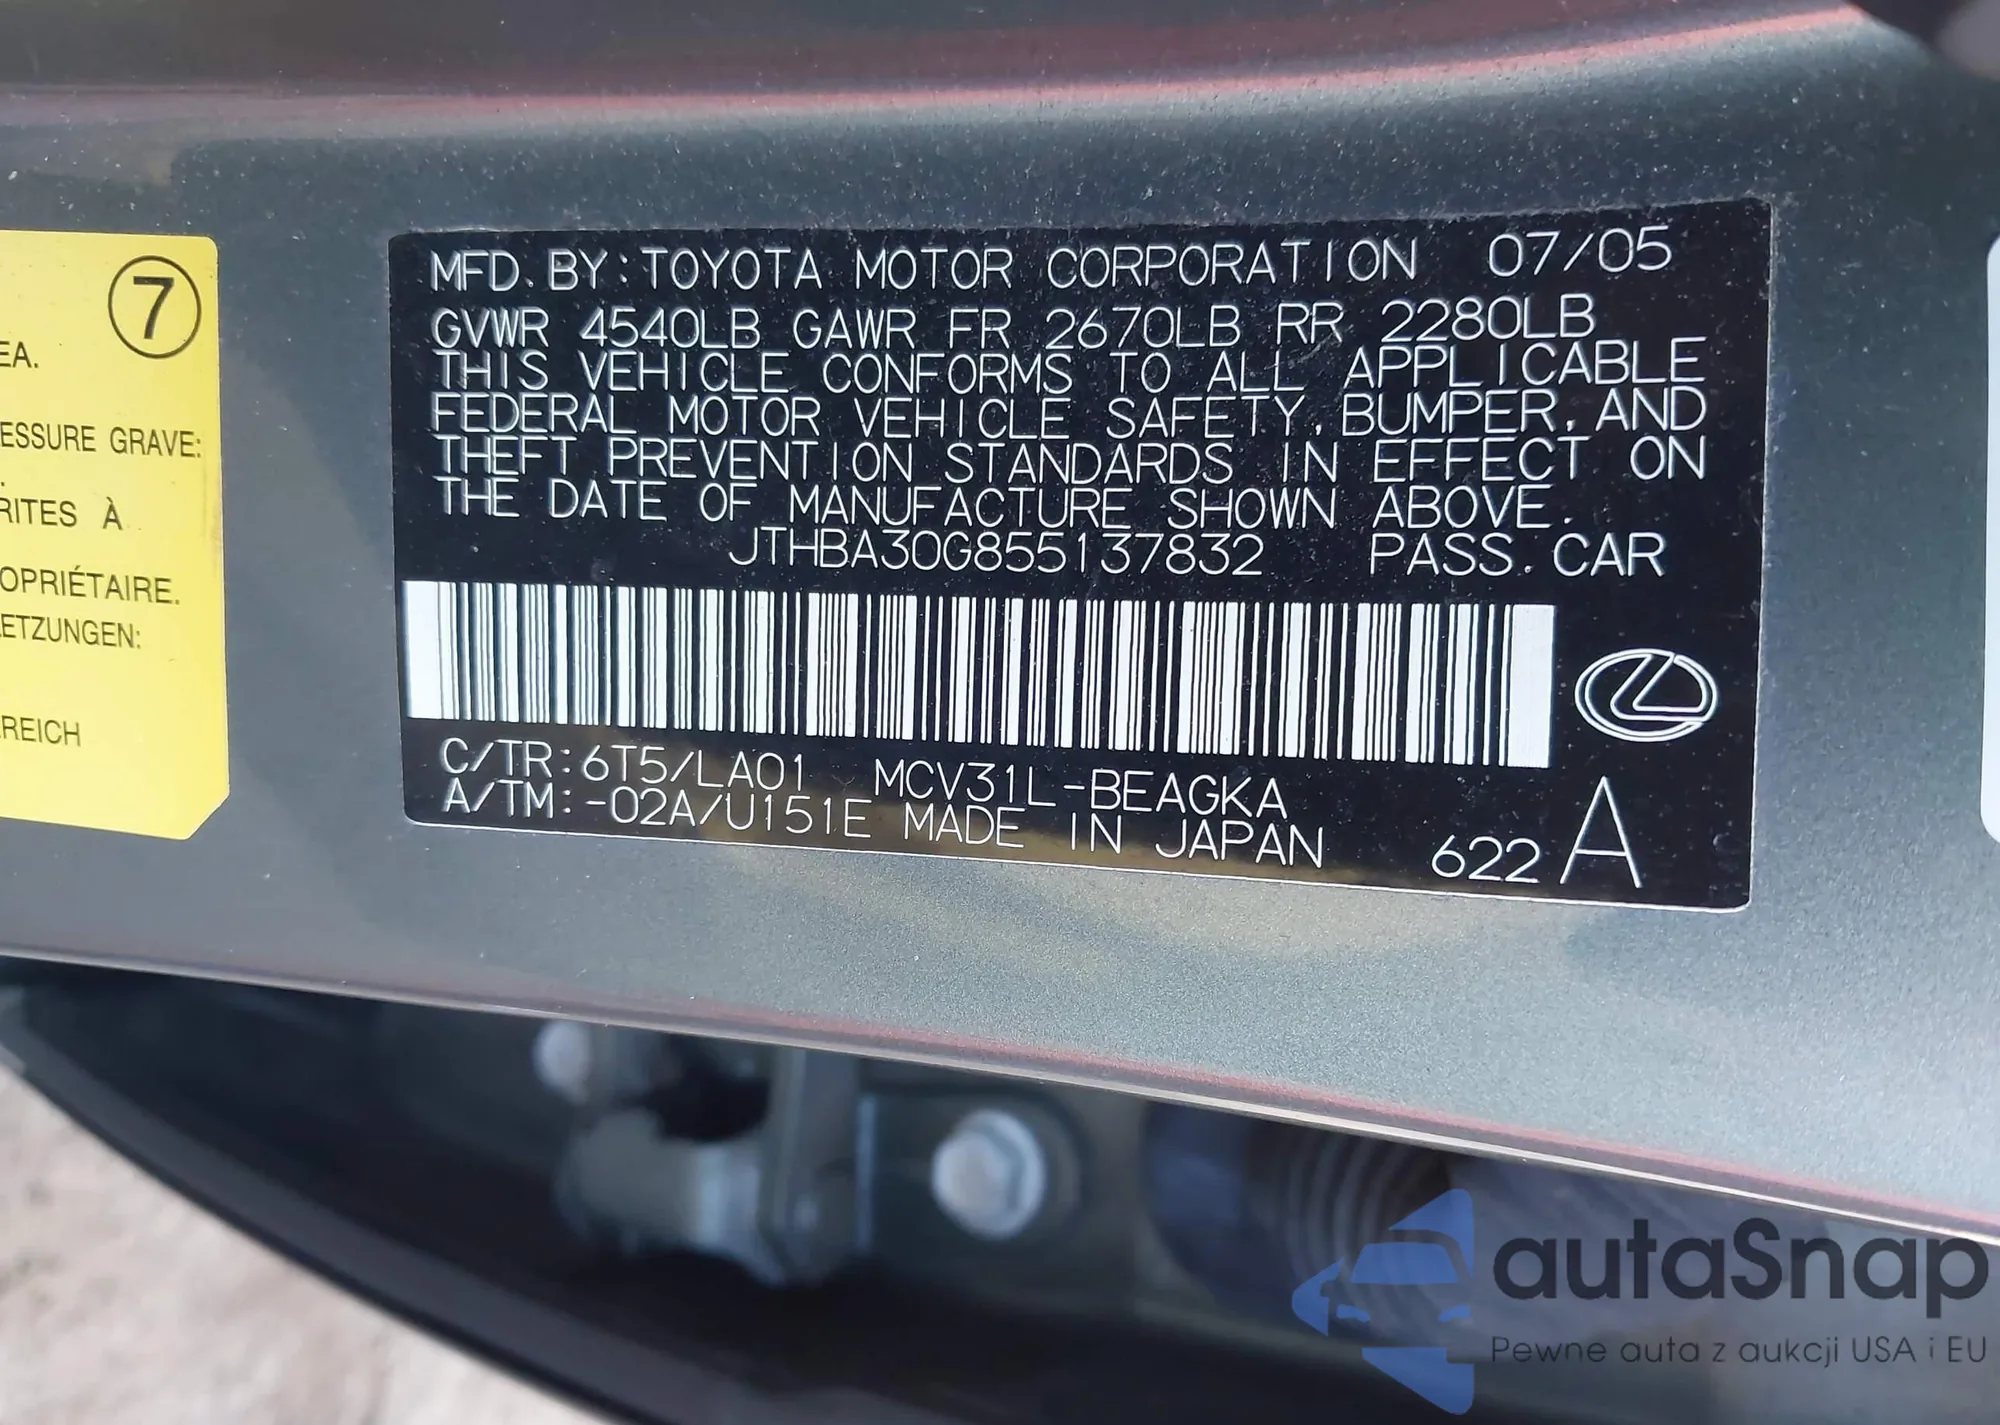 7
EA.
ESSURE GRAVE:
RITES À
OPRIÉTAIRE.
LETZUNGEN:
REICH
MFD. BY:TOYOTA MOTOR CORPORATION 07/05
GVWR 4540LB GAWR FR 2670LB RR 2280LB
THIS VEHICLE CONFORMS TO ALL APPLICABLE
FEDERAL MOTOR VEHICLE SAFETY, BUMPER, AND
THEFT PREVENTION STANDARDS IN EFFECT ON
THE DATE OF MANUFACTURE SHOWN ABOVE.
JTHBA30G855137832 PASS. CAR
C/TR:6T5/LA01 MCV31L-BEAGKA
A/TM:-02A/U151E MADE IN JAPAN
622 A
autaSnap
Pewne auta z aukcji USA i EU